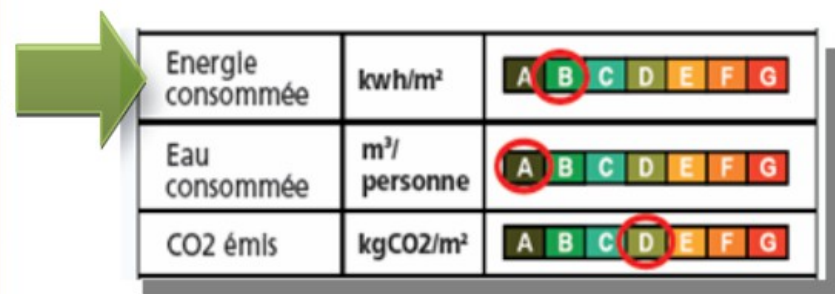 Energie
consommée
kwh/m²
A B C D E F G
Eau
consommée
m³/
personne
A B C D E F G
CO2 émis
kgCO2/m²
A B C D E F G